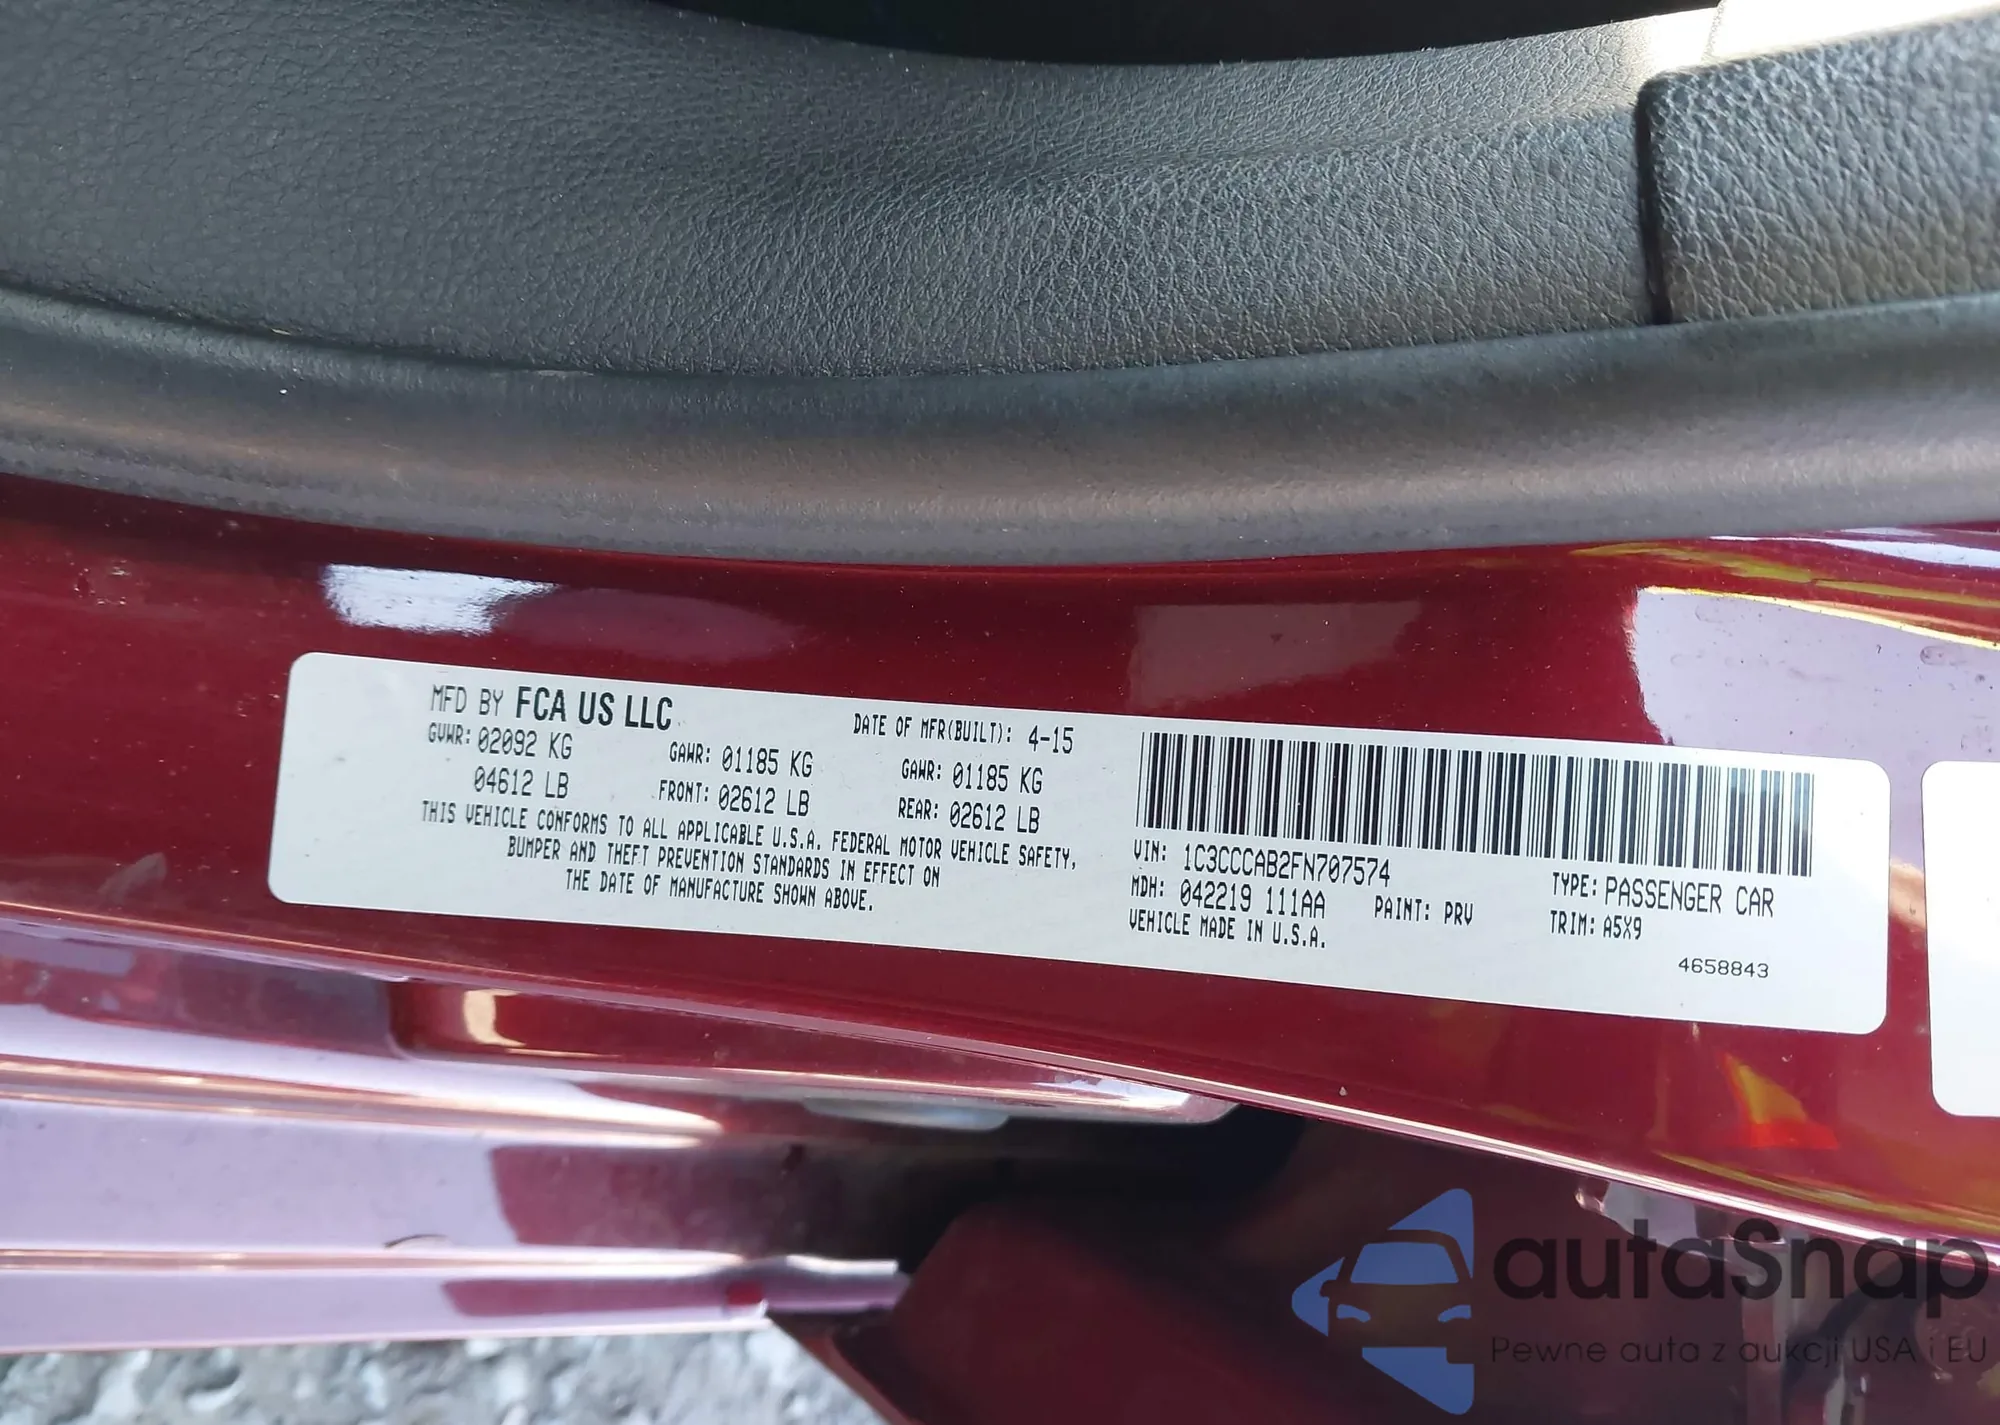 MFD BY FCA US LLC
DATE OF MFR(BUILT): 4-15
GVWR: 02092 KG
04612 LB
GAWR: 01185 KG
FRONT: 02612 LB
GAWR: 01185 KG
REAR: 02612 LB
THIS VEHICLE CONFORMS TO ALL APPLICABLE U.S.A. FEDERAL MOTOR VEHICLE SAFETY,
BUMPER AND THEFT PREVENTION STANDARDS IN EFFECT ON
THE DATE OF MANUFACTURE SHOWN ABOVE.
VIN: 1C3CCCAB2FN707574
TYPE: PASSENGER CAR
MDH: 042219 111AA
PAINT: PRV
TRIM: A5X9
VEHICLE MADE IN U.S.A.
4658843
autaSnap
Pewne auta z aukcji USA i EU